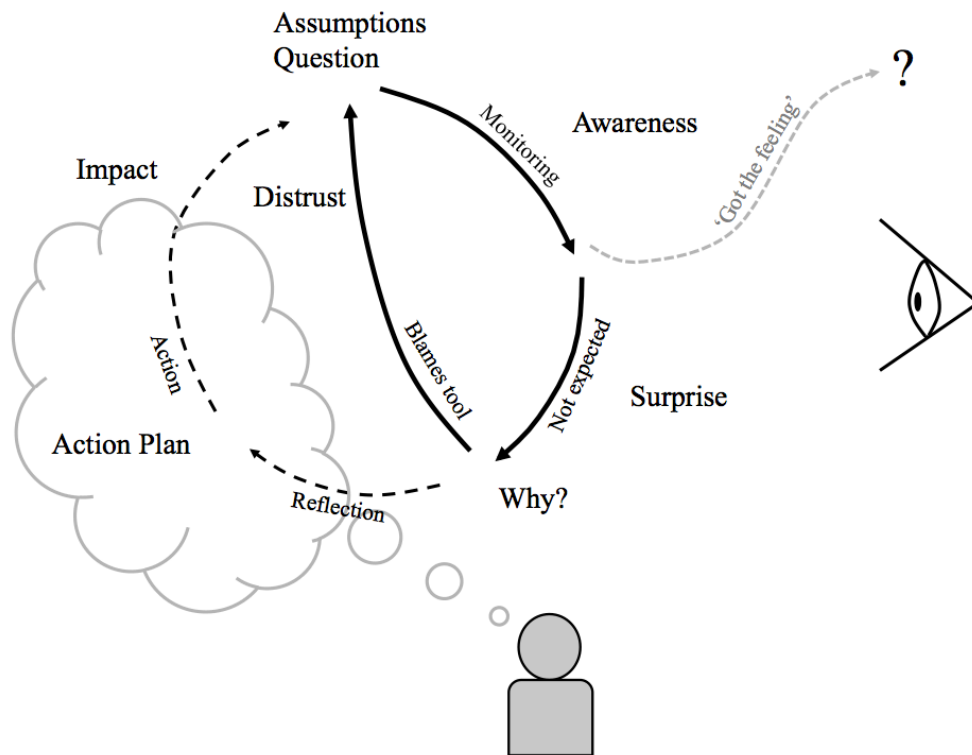 Assumptions
Question
?
Monitoring
Awareness
'Got the feeling'
Impact
Distrust
Action
Blames tool
Not expected
Surprise
Action Plan
Reflection
Why?